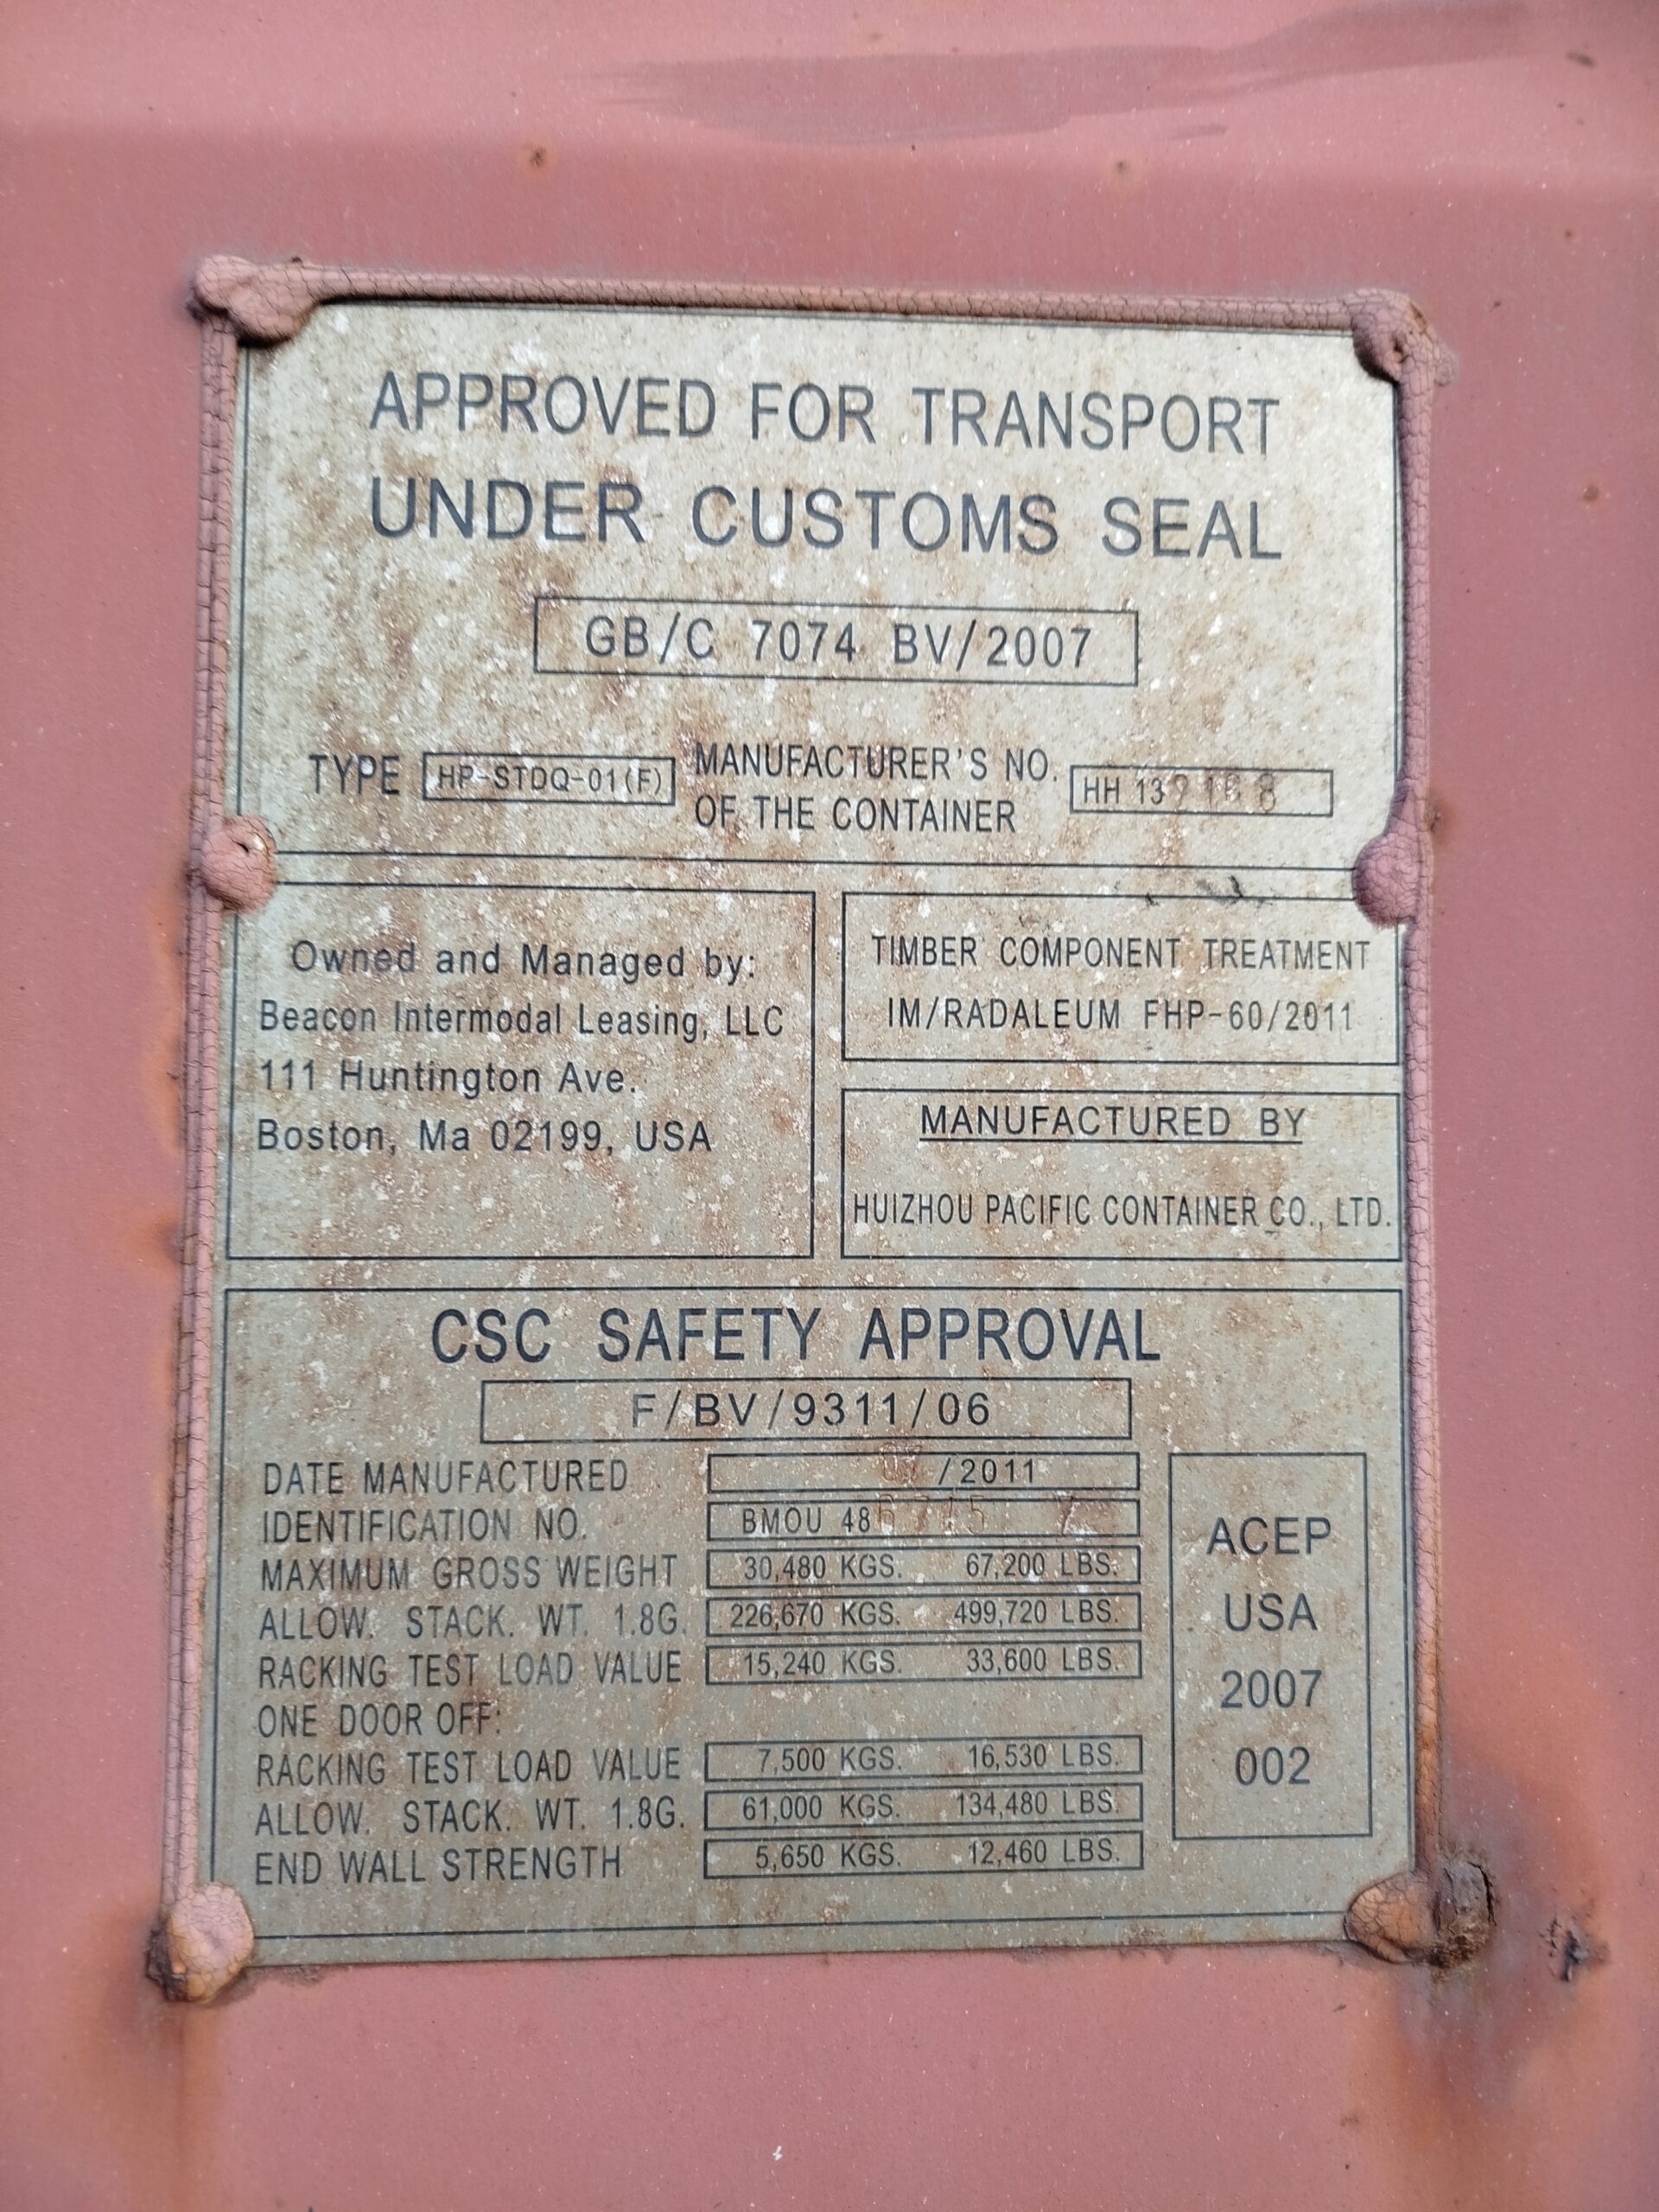 APPROVED FOR TRANSPORT
UNDER CUSTOMS SEAL
GB/C 7074 BV/2007
TYPE HP-STDQ-01(F)
MANUFACTURER'S NO.
OF THE CONTAINER
HH 13
Owned and Managed by:
Beacon Intermodal Leasing, LLC
111 Huntington Ave.
Boston, Ma 02199, USA
TIMBER COMPONENT TREATMENT
IM/RADALEUM FHP-60/2011
MANUFACTURED BY
HUIZHOU PACIFIC CONTAINER CO., LTD.
CSC SAFETY APPROVAL
F/BV/9311/06
DATE MANUFACTURED /2011
IDENTIFICATION NO. BMOU 48
MAXIMUM GROSS WEIGHT 30,480 KGS. 67,200 LBS.
ALLOW. STACK. WT. 1.8G. 226,670 KGS. 499,720 LBS.
RACKING TEST LOAD VALUE 15,240 KGS. 33,600 LBS.
ONE DOOR OFF:
RACKING TEST LOAD VALUE 7,500 KGS. 16,530 LBS.
ALLOW. STACK. WT. 1.8G. 61,000 KGS. 134,480 LBS.
END WALL STRENGTH 5,650 KGS. 12,460 LBS.
ACEP
USA
2007
002